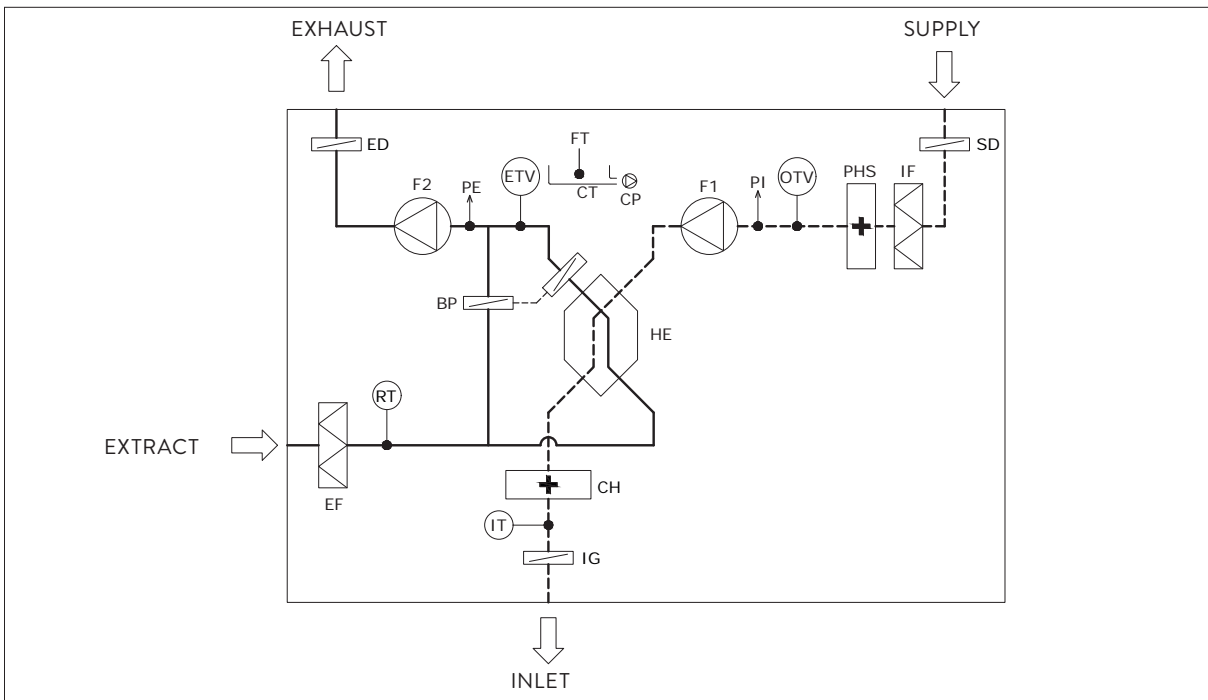 EXHAUST
SUPPLY
ED
FT
SD
F2
PE
ETV
CT
CP
F1
PI
OTV
PHS
IF
BP
HE
RT
EXTRACT
EF
CH
IT
IG
INLET